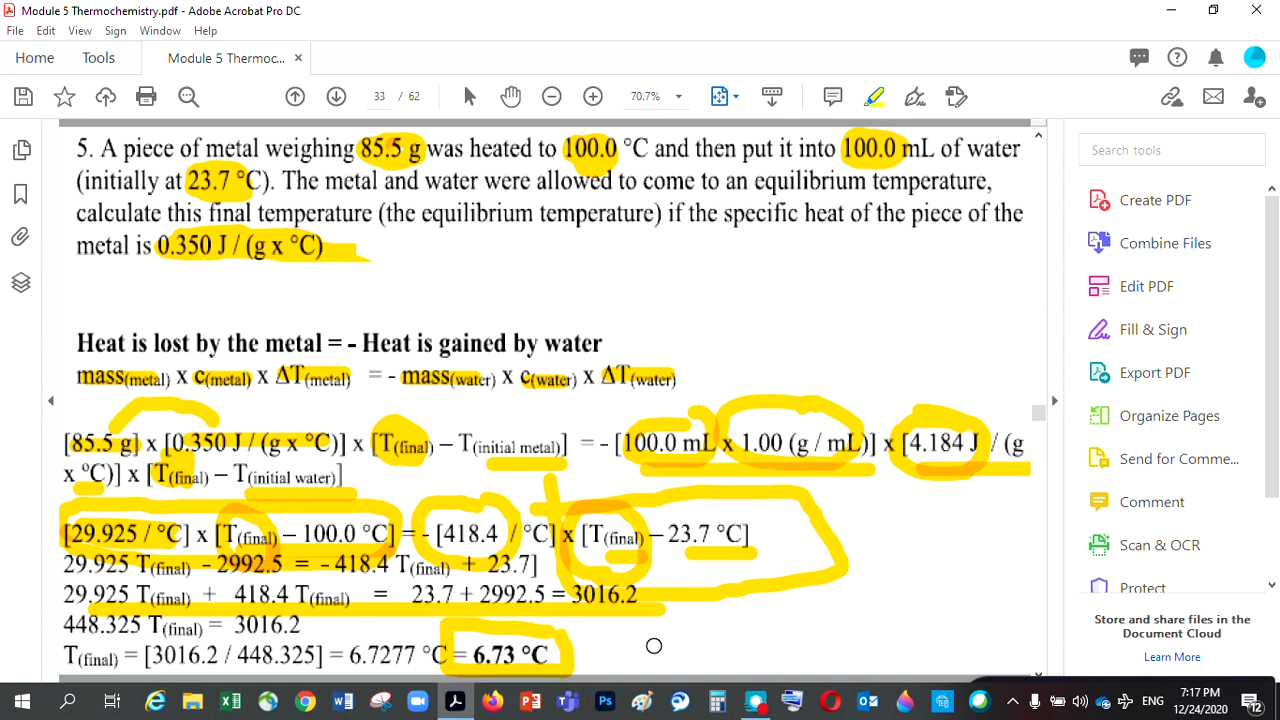 Module 5 Thermochemistry.pdf - Adobe Acrobat Pro DC
File Edit View Sign Window Help
Home Tools Module 5 Thermoc... ×
33 / 62 70.7%
5. A piece of metal weighing 85.5 g was heated to 100.0 °C and then put it into 100.0 mL of water
(initially at 23.7 °C). The metal and water were allowed to come to an equilibrium temperature,
calculate this final temperature (the equilibrium temperature) if the specific heat of the piece of the
metal is 0.350 J / (g x °C)
Heat is lost by the metal = - Heat is gained by water
mass(metal) x c(metal) x ΔT(metal) = - mass(water) x c(water) x ΔT(water)
[85.5 g] x [0.350 J / (g x °C)] x [T(final) – T(initial metal)] = - [100.0 mL x 1.00 (g / mL)] x [4.184 J / (g
x °C)] x [T(final) – T(initial water)]
[29.925 / °C] x [T(final) – 100.0 °C] = - [418.4 / °C] x [T(final) – 23.7 °C]
29.925 T(final) - 2992.5 = - 418.4 T(final) + 23.7]
29.925 T(final) + 418.4 T(final) = 23.7 + 2992.5 = 3016.2
448.325 T(final) = 3016.2
T(final) = [3016.2 / 448.325] = 6.7277 °C = 6.73 °C
Search tools
Create PDF
Combine Files
Edit PDF
Fill & Sign
Export PDF
Organize Pages
Send for Comme...
Comment
Scan & OCR
Protect
Store and share files in the
Document Cloud
Learn More
ENG
7:17 PM
12/24/2020
12